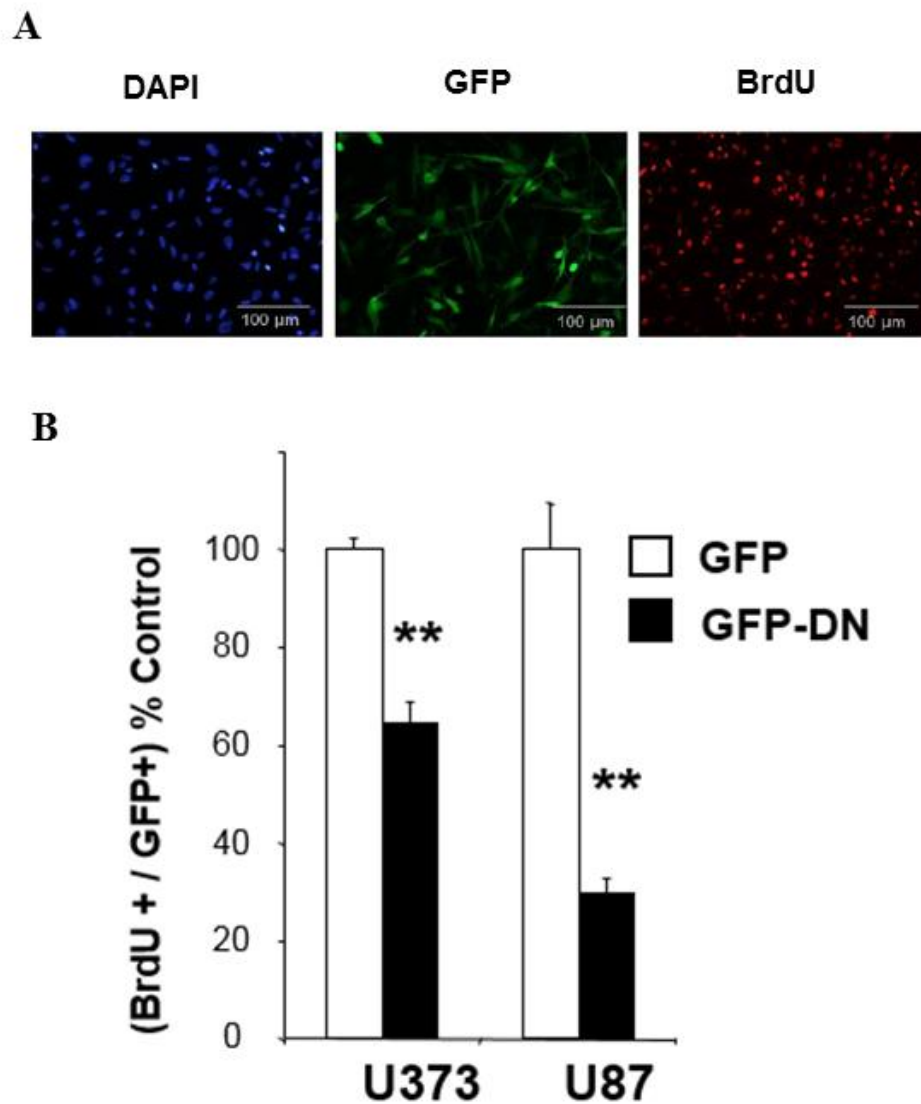 A
DAPI GFP BrdU
100 µm 100 µm 100 µm
B
(BrdU + / GFP+) % Control
100
80
60
40
20
0
**
**
GFP
GFP-DN
U373 U87